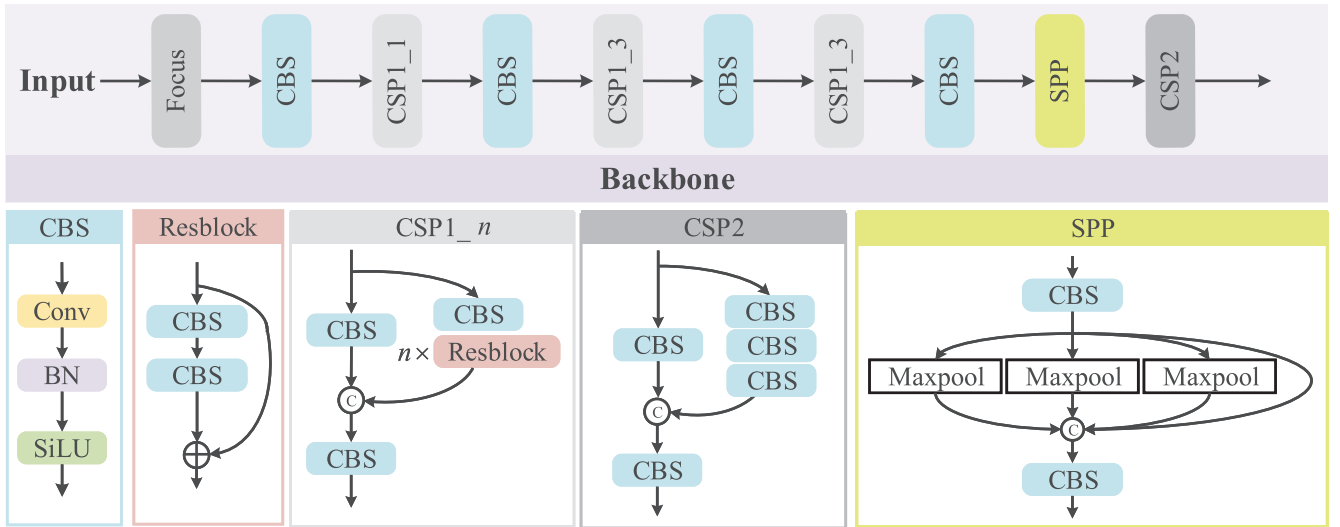 Input
Focus
CBS
CSP1_1
CBS
CSP1_3
CBS
CSP1_3
CBS
SPP
CSP2
Backbone
CBS
Conv
BN
SiLU
Resblock
CBS
CBS
CSP1_ n
CBS
CBS
n× Resblock
C
CBS
CSP2
CBS
CBS
CBS
CBS
C
CBS
SPP
CBS
Maxpool Maxpool Maxpool
C
CBS